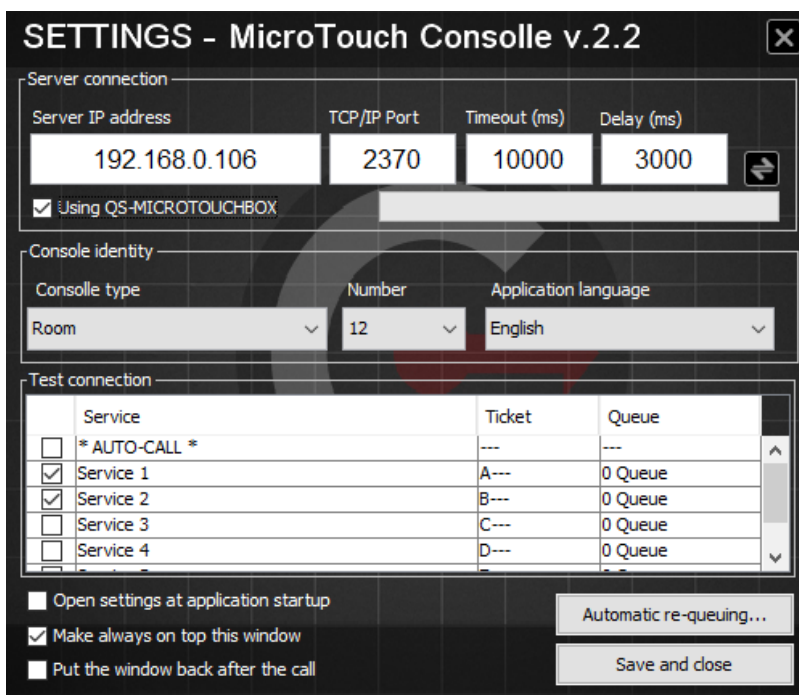 SETTINGS - MicroTouch Consolle v.2.2
Server connection
Server IP address TCP/IP Port Timeout (ms) Delay (ms)
192.168.0.106 2370 10000 3000
Using QS-MICROTOUCHBOX
Console identity
Consolle type Number Application language
Room 12 English
Test connection
Service Ticket Queue
* AUTO-CALL * --- ---
Service 1 A--- 0 Queue
Service 2 B--- 0 Queue
Service 3 C--- 0 Queue
Service 4 D--- 0 Queue
Open settings at application startup
Automatic re-queuing...
Make always on top this window
Put the window back after the call
Save and close